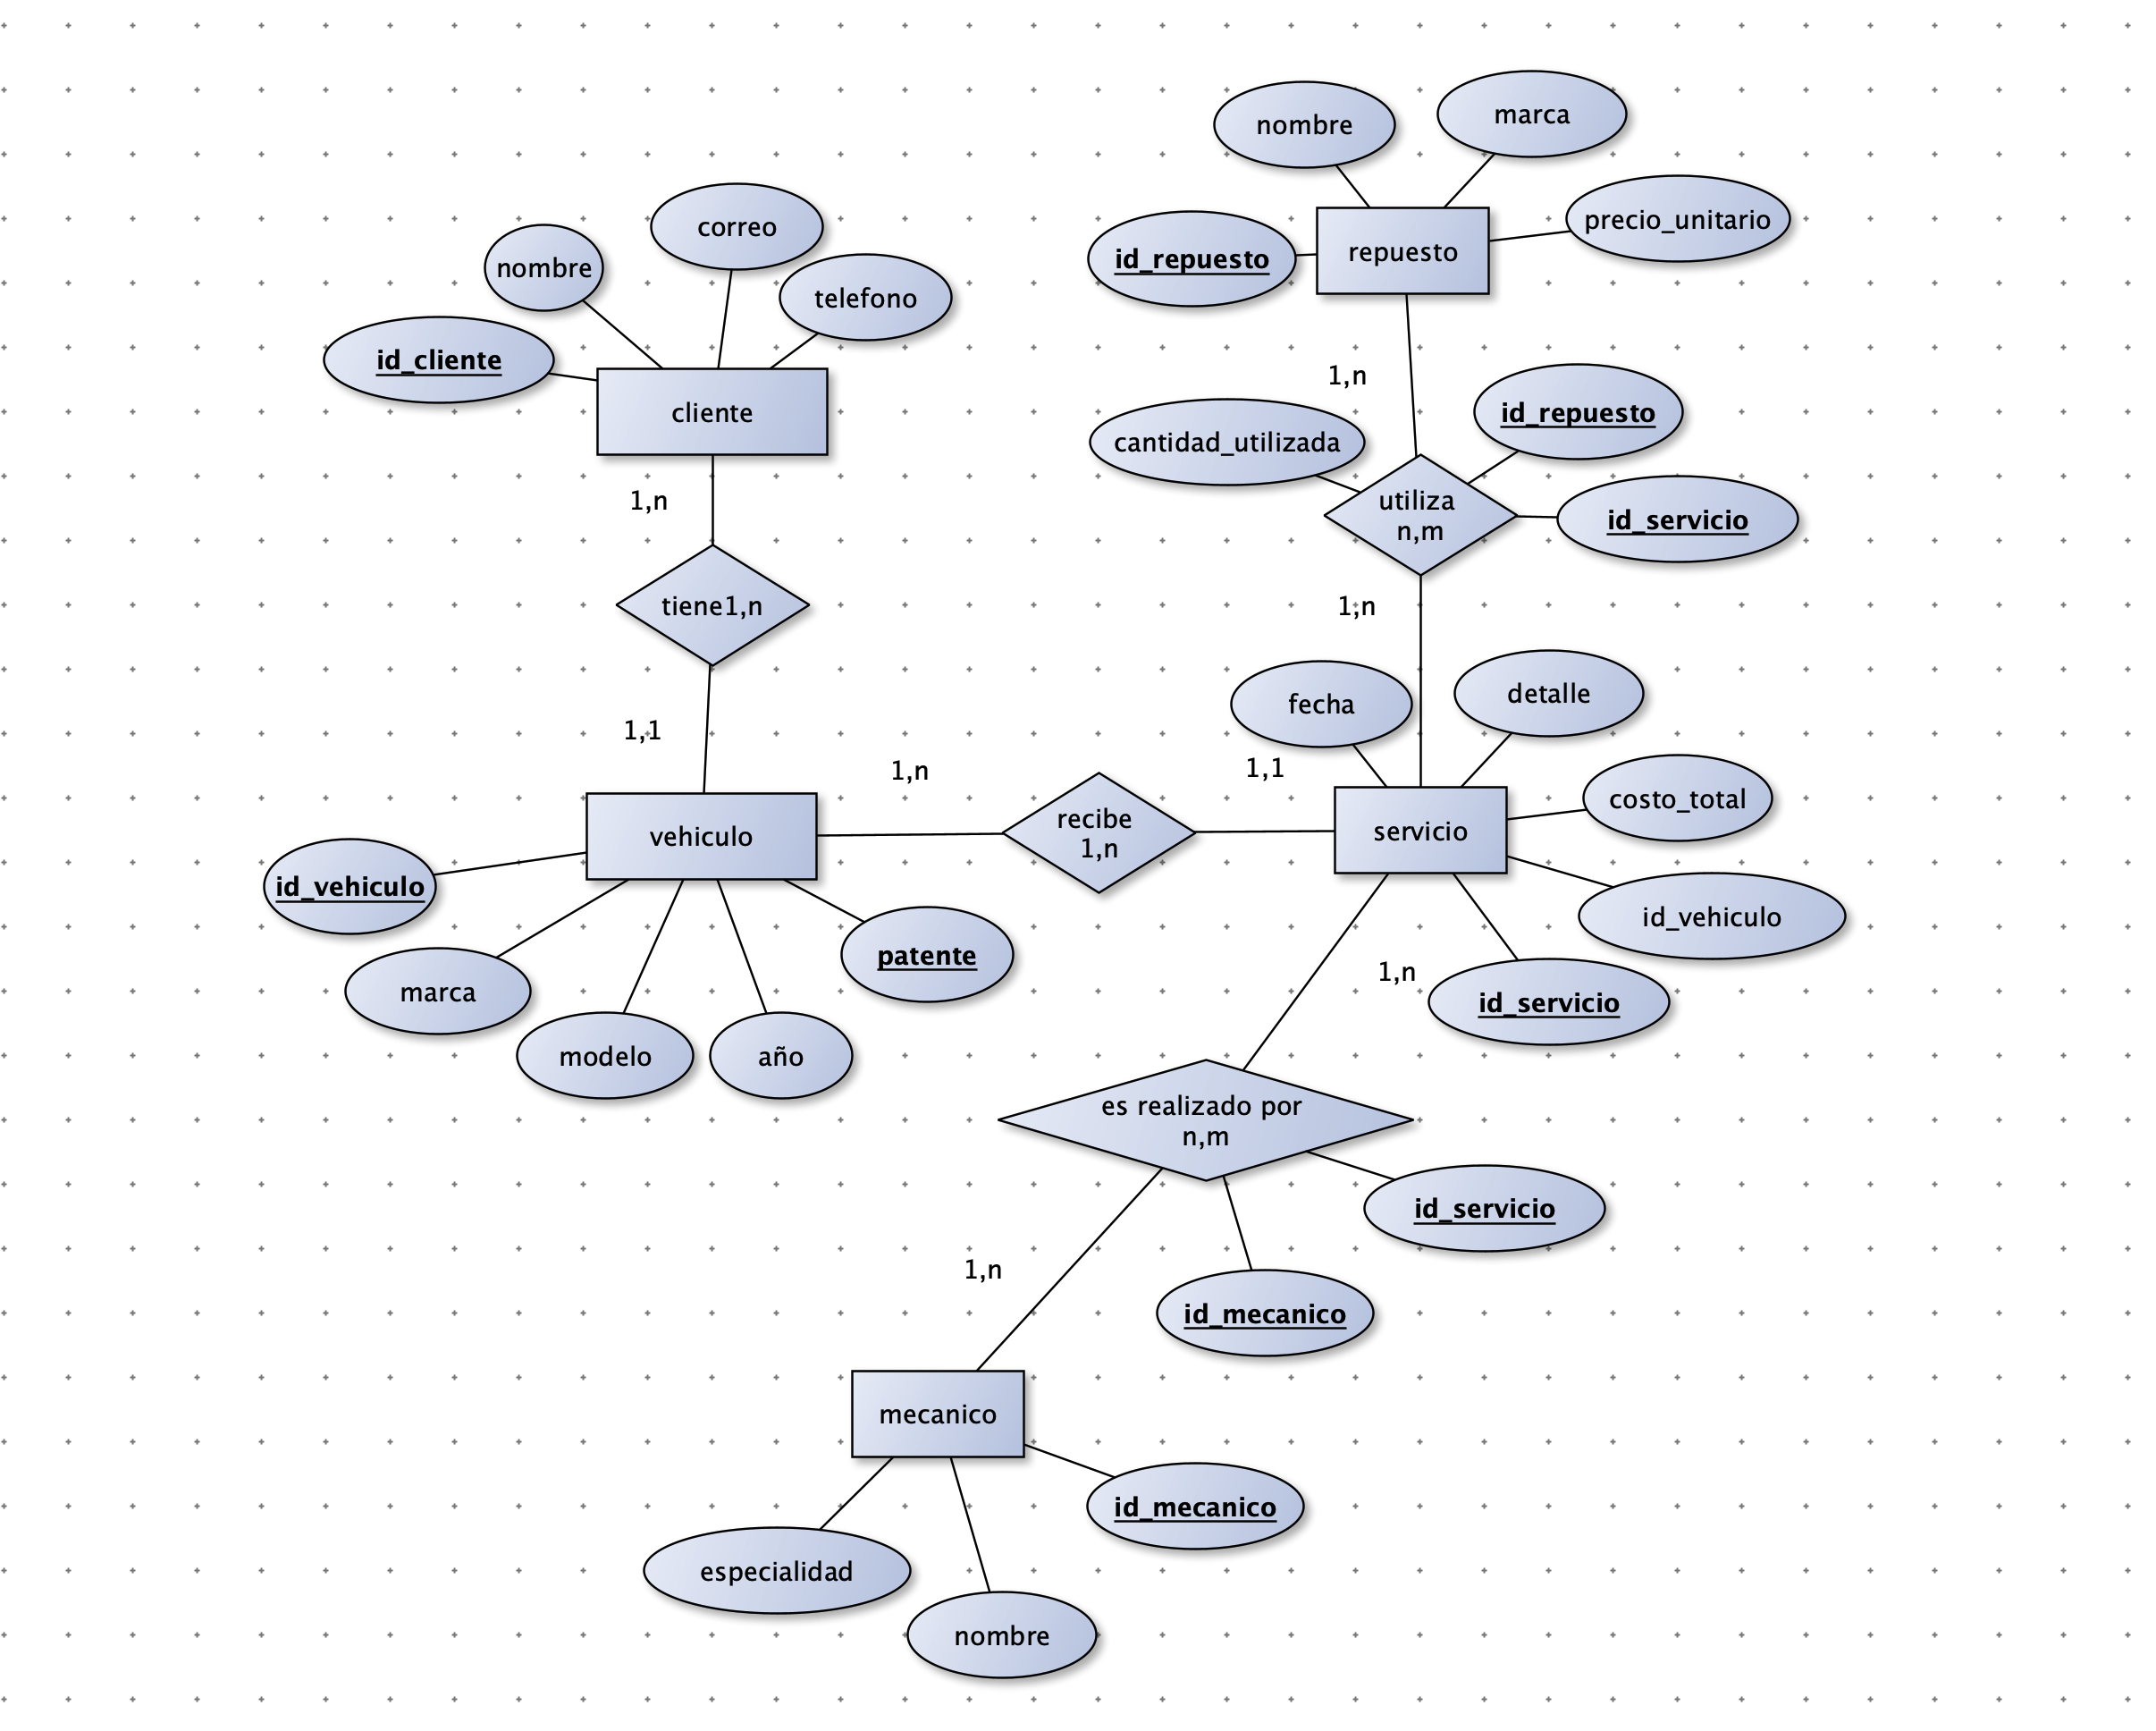 nombre
marca
precio_unitario
id_repuesto
repuesto
correo
nombre
telefono
id_cliente
cliente
1,n
1,n
cantidad_utilizada
id_repuesto
utiliza
n,m
id_servicio
tiene1,n
1,n
1,1
fecha
detalle
1,n
1,1
costo_total
vehiculo
recibe
1,n
servicio
id_vehiculo
id_vehiculo
patente
marca
modelo
año
1,n
id_servicio
es realizado por
n,m
id_servicio
1,n
id_mecanico
mecanico
id_mecanico
especialidad
nombre